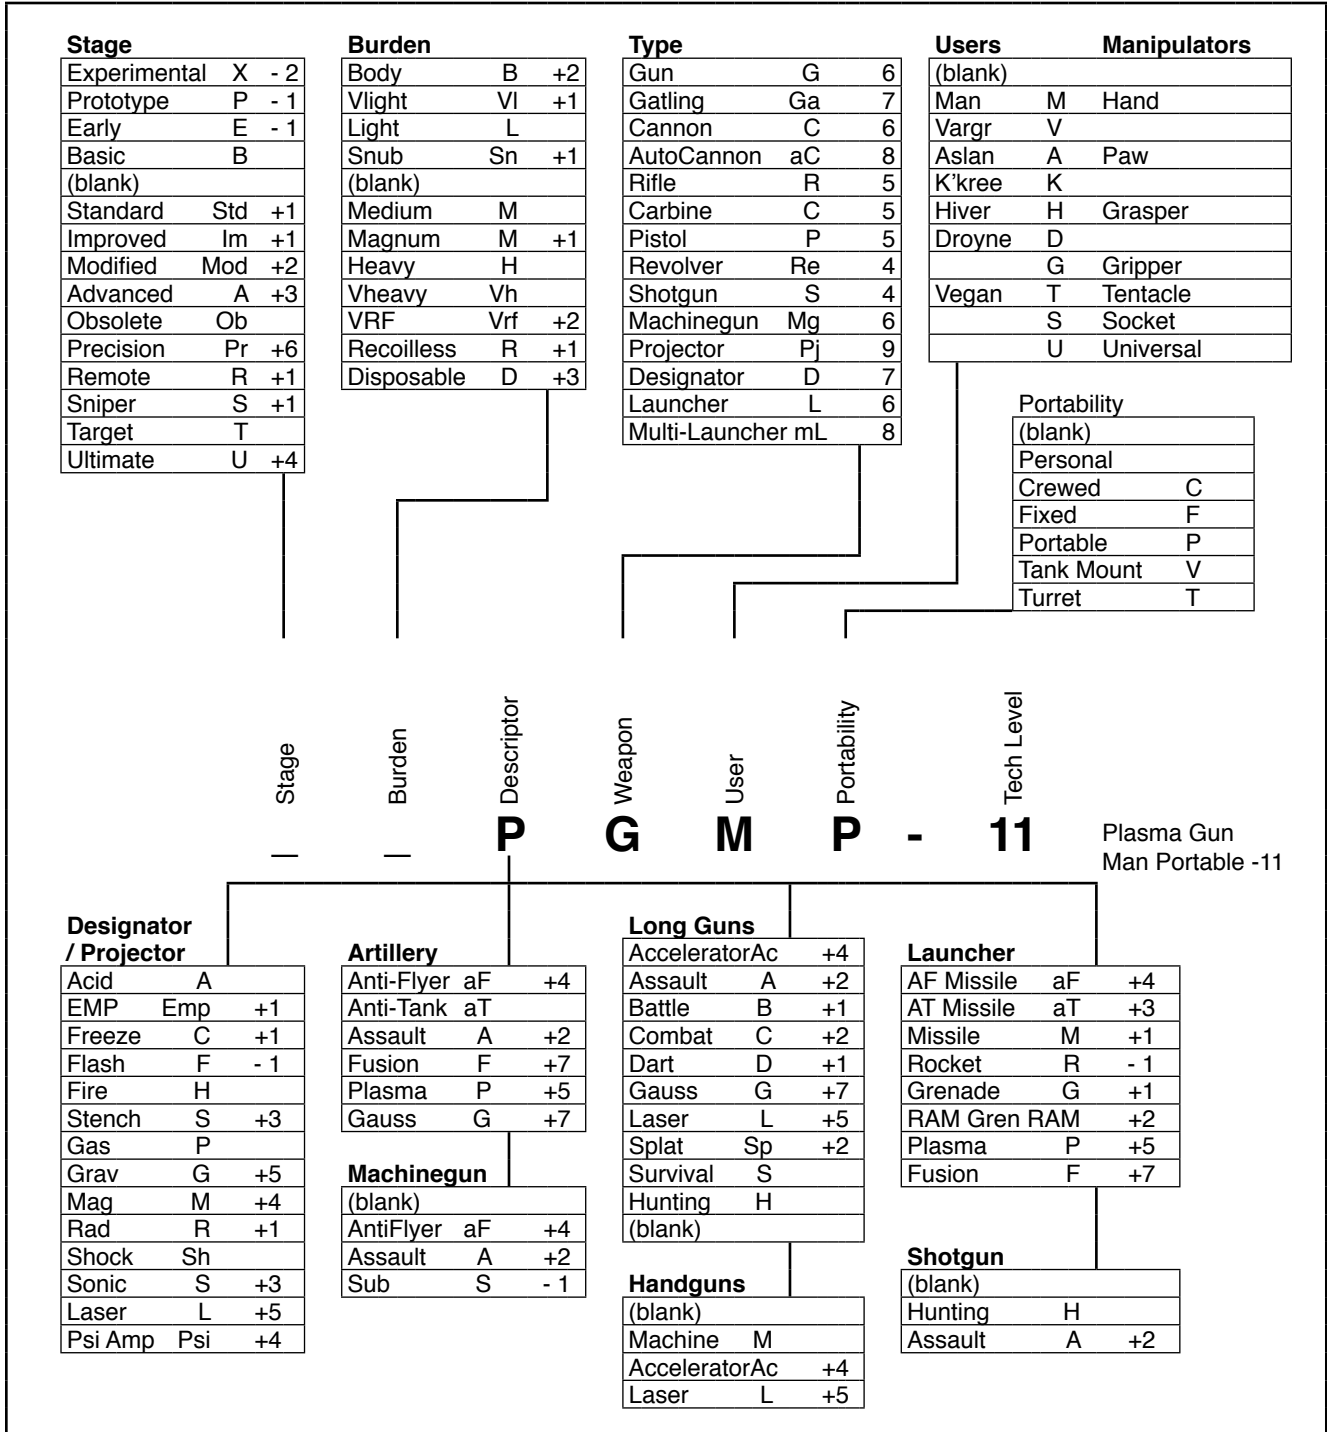 Stage
Experimental X - 2
Prototype P - 1
Early E - 1
Basic B
(blank)
Standard Std +1
Improved Im +1
Modified Mod +2
Advanced A +3
Obsolete Ob
Precision Pr +6
Remote R +1
Sniper S +1
Target T
Ultimate U +4
Burden
Body B +2
Vlight Vl +1
Light L
Snub Sn +1
(blank)
Medium M
Magnum M +1
Heavy H
Vheavy Vh
VRF Vrf +2
Recoilless R +1
Disposable D +3
Type
Gun G 6
Gatling Ga 7
Cannon C 6
AutoCannon aC 8
Rifle R 5
Carbine C 5
Pistol P 5
Revolver Re 4
Shotgun S 4
Machinegun Mg 6
Projector Pj 9
Designator D 7
Launcher L 6
Multi-Launcher mL 8
Users Manipulators
(blank)
Man M Hand
Vargr V
Aslan A Paw
K'kree K
Hiver H Grasper
Droyne D
G Gripper
Vegan T Tentacle
S Socket
U Universal
Portability
(blank)
Personal
Crewed C
Fixed F
Portable P
Tank Mount V
Turret T
Stage
Burden
Descriptor
Weapon
User
Portability
Tech Level
_ _ P G M P - 11
Plasma Gun
Man Portable -11
Designator
/ Projector
Acid A
EMP Emp +1
Freeze C +1
Flash F - 1
Fire H
Stench S +3
Gas P
Grav G +5
Mag M +4
Rad R +1
Shock Sh
Sonic S +3
Laser L +5
Psi Amp Psi +4
Artillery
Anti-Flyer aF +4
Anti-Tank aT
Assault A +2
Fusion F +7
Plasma P +5
Gauss G +7
Machinegun
(blank)
AntiFlyer aF +4
Assault A +2
Sub S - 1
Long Guns
AcceleratorAc +4
Assault A +2
Battle B +1
Combat C +2
Dart D +1
Gauss G +7
Laser L +5
Splat Sp +2
Survival S
Hunting H
(blank)
Handguns
(blank)
Machine M
AcceleratorAc +4
Laser L +5
Launcher
AF Missile aF +4
AT Missile aT +3
Missile M +1
Rocket R - 1
Grenade G +1
RAM Gren RAM +2
Plasma P +5
Fusion F +7
Shotgun
(blank)
Hunting H
Assault A +2